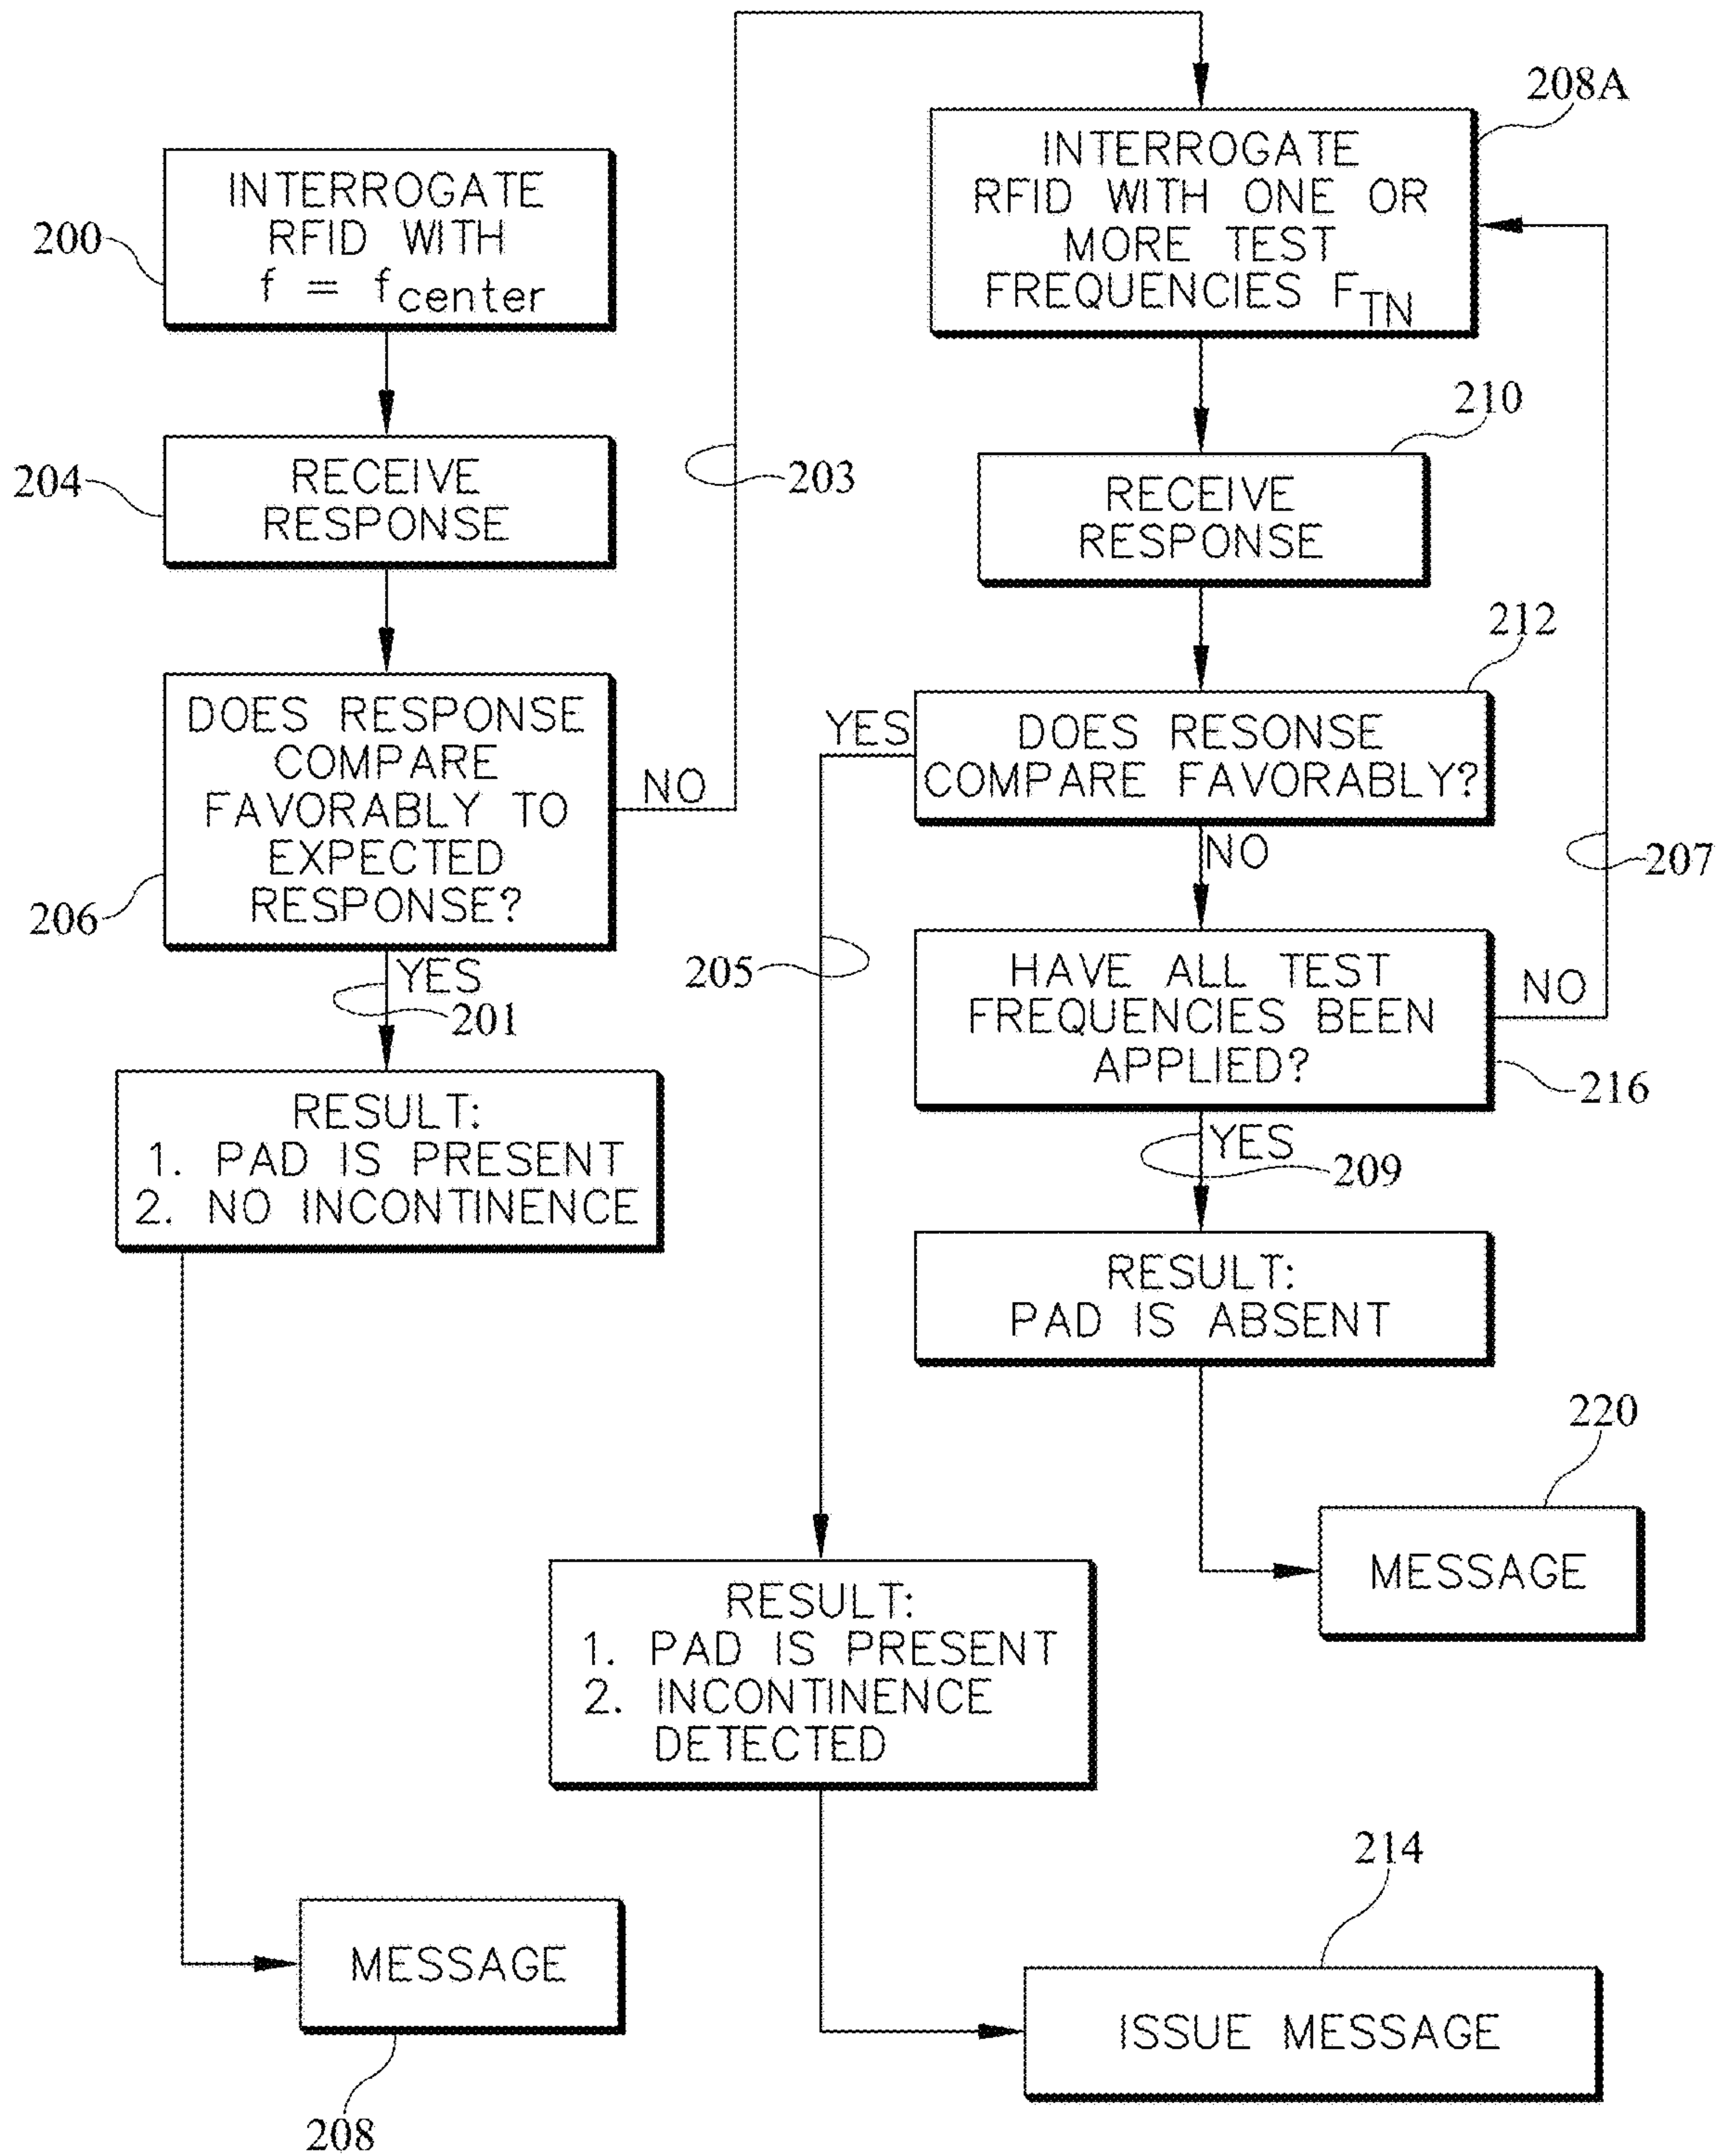 INTERROGATE
RFID WITH
f = fcenter
200
RECEIVE
RESPONSE
204
DOES RESPONSE
COMPARE
FAVORABLY TO
EXPECTED
RESPONSE?
206
NO
203
YES
201
RESULT:
1. PAD IS PRESENT
2. NO INCONTINENCE
MESSAGE
208
208A
INTERROGATE
RFID WITH ONE OR
MORE TEST
FREQUENCIES FTN
210
RECEIVE
RESPONSE
212
DOES RESONSE
COMPARE FAVORABLY?
YES
205
NO
207
HAVE ALL TEST
FREQUENCIES BEEN
APPLIED?
NO
216
YES
209
RESULT:
PAD IS ABSENT
220
MESSAGE
RESULT:
1. PAD IS PRESENT
2. INCONTINENCE
DETECTED
214
ISSUE MESSAGE